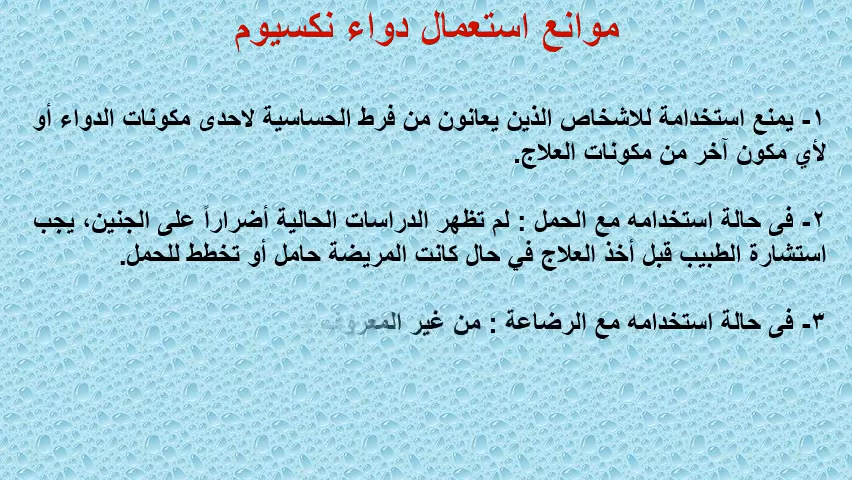 موانع استعمال دواء نكسيوم
١- يمنع استخدامة للاشخاص الذين يعانون من فرط الحساسية لاحدى مكونات الدواء أو
لأي مكون آخر من مكونات العلاج.
٢- فى حالة استخدامه مع الحمل : لم تظهر الدراسات الحالية أضراراً على الجنين، يجب
استشارة الطبيب قبل أخذ العلاج في حال كانت المريضة حامل أو تخطط للحمل.
٣- فى حالة استخدامه مع الرضاعة : من غير المعروف